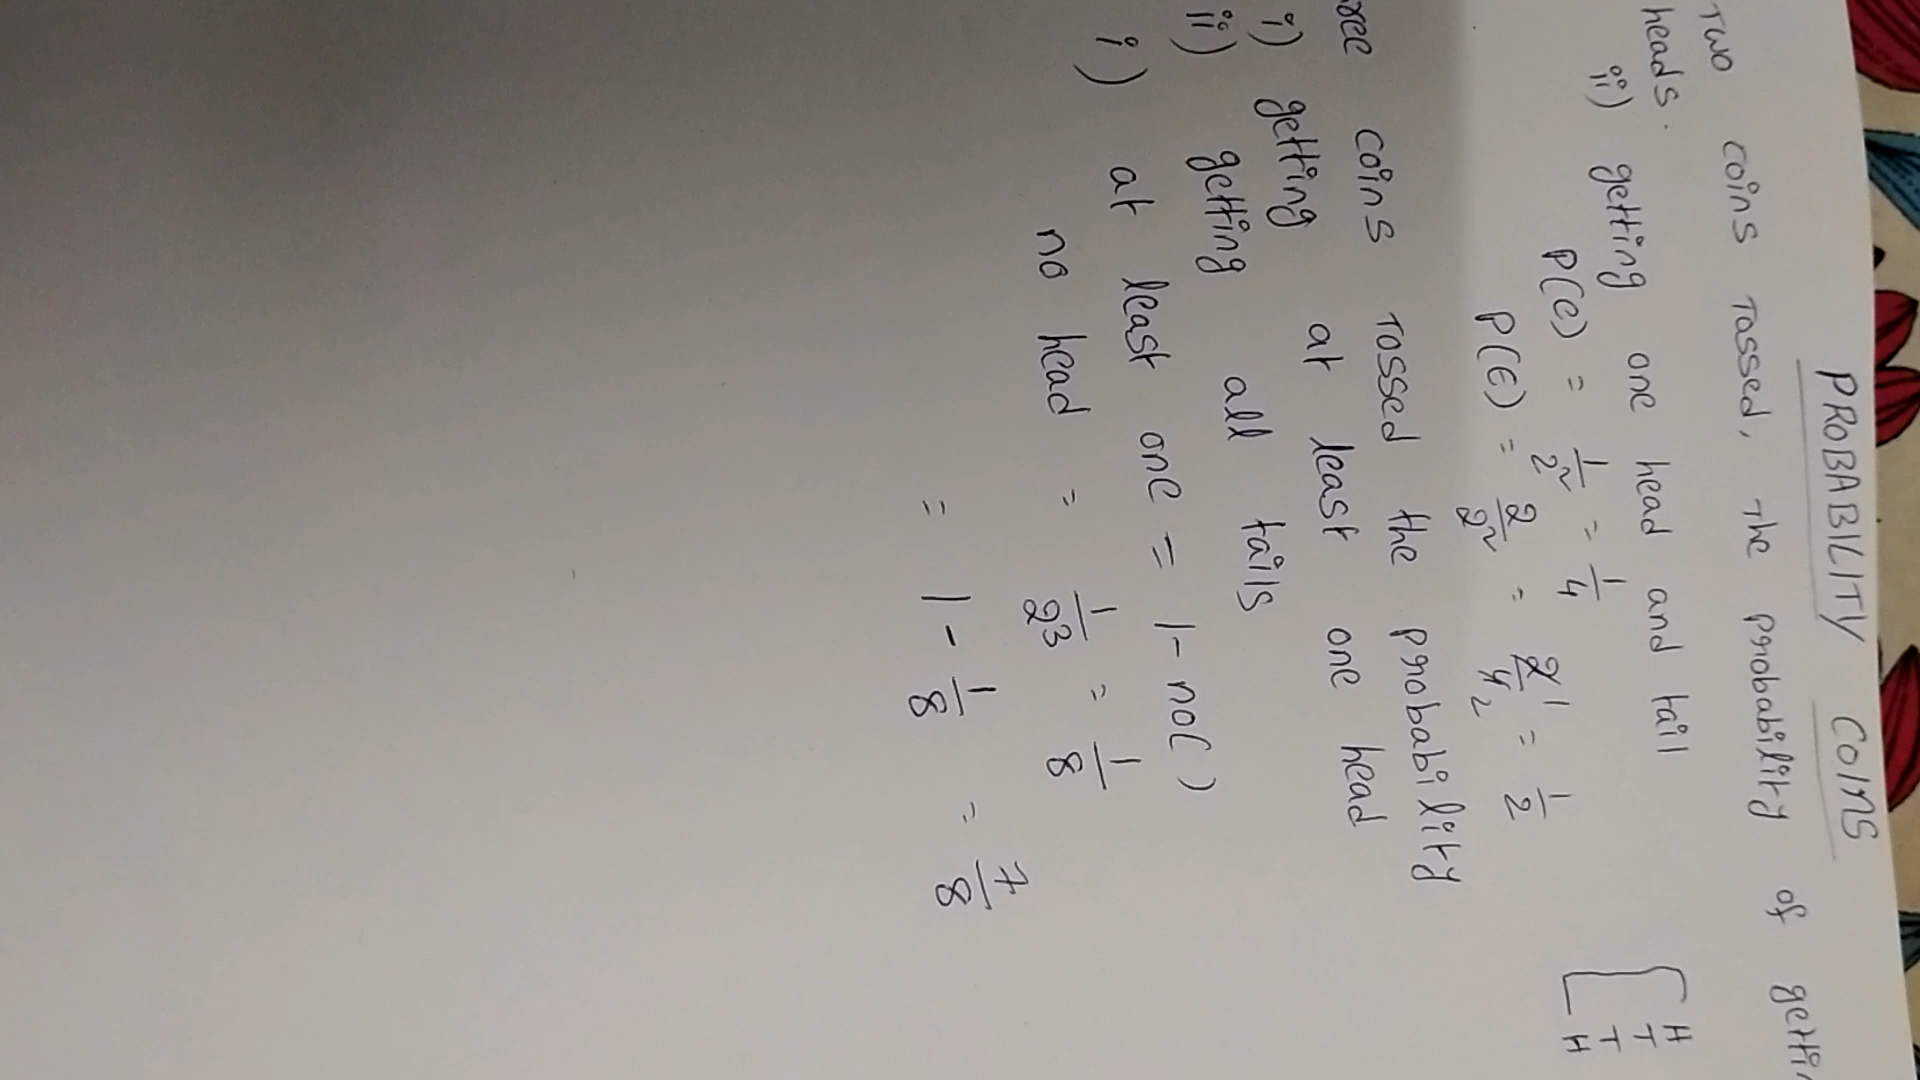 PROBABILITY COINS
Two coins Tossed, The probability of
heads.
ii) getting one head and tail
P(e) = 1/2² = 1/4
P(E) = 2/2² = 2/4 = 1/2
H T
T H
coins Tossed the probability
i) getting at least one head
ii) getting all tails
i) at least one = 1 - no( )
no head = 1/2³ = 1/8
= 1 - 1/8 = 7/8